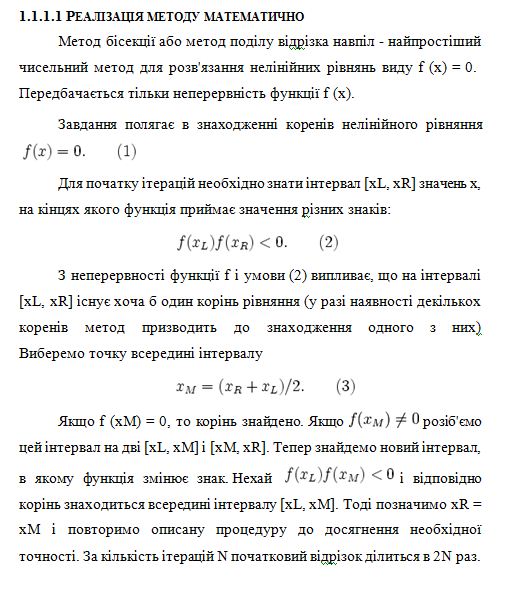 1.1.1.1 РЕАЛІЗАЦІЯ МЕТОДУ МАТЕМАТИЧНО
Метод бісекції або метод поділу відрізка навпіл - найпростіший
чисельний метод для розв'язання нелінійних рівнянь виду f (x) = 0.
Передбачається тільки неперервність функції f (x).
Завдання полягає в знаходженні коренів нелінійного рівняння
f(x) = 0. (1)
Для початку ітерацій необхідно знати інтервал [xL, xR] значень x,
на кінцях якого функція приймає значення різних знаків:
f(x_L)f(x_R) < 0. (2)
З неперервності функції f і умови (2) випливає, що на інтервалі
[xL, xR] існує хоча б один корінь рівняння (у разі наявності декількох
коренів метод призводить до знаходження одного з них)
Виберемо точку всередині інтервалу
x_M = (x_R + x_L)/2. (3)
Якщо f (xM) = 0, то корінь знайдено. Якщо f(x_M) ≠ 0 розіб'ємо
цей інтервал на дві [xL, xM] і [xM, xR]. Тепер знайдемо новий інтервал,
в якому функція змінює знак. Нехай f(x_L)f(x_M) < 0 і відповідно
корінь знаходиться всередині інтервалу [xL, xM]. Тоді позначимо xR =
xM і повторимо описану процедуру до досягнення необхідної
точності. За кількість ітерацій N початковий відрізок ділиться в 2N раз.